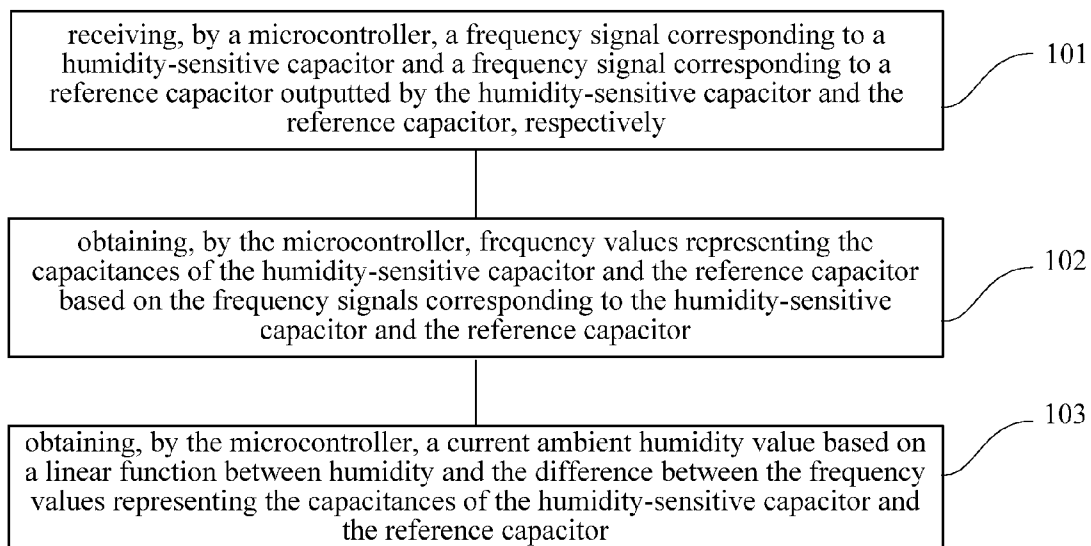 receiving, by a microcontroller, a frequency signal corresponding to a
humidity-sensitive capacitor and a frequency signal corresponding to a
reference capacitor outputted by the humidity-sensitive capacitor and the
reference capacitor, respectively
101
obtaining, by the microcontroller, frequency values representing the
capacitances of the humidity-sensitive capacitor and the reference capacitor
based on the frequency signals corresponding to the humidity-sensitive
capacitor and the reference capacitor
102
obtaining, by the microcontroller, a current ambient humidity value based on
a linear function between humidity and the difference between the frequency
values representing the capacitances of the humidity-sensitive capacitor and
the reference capacitor
103